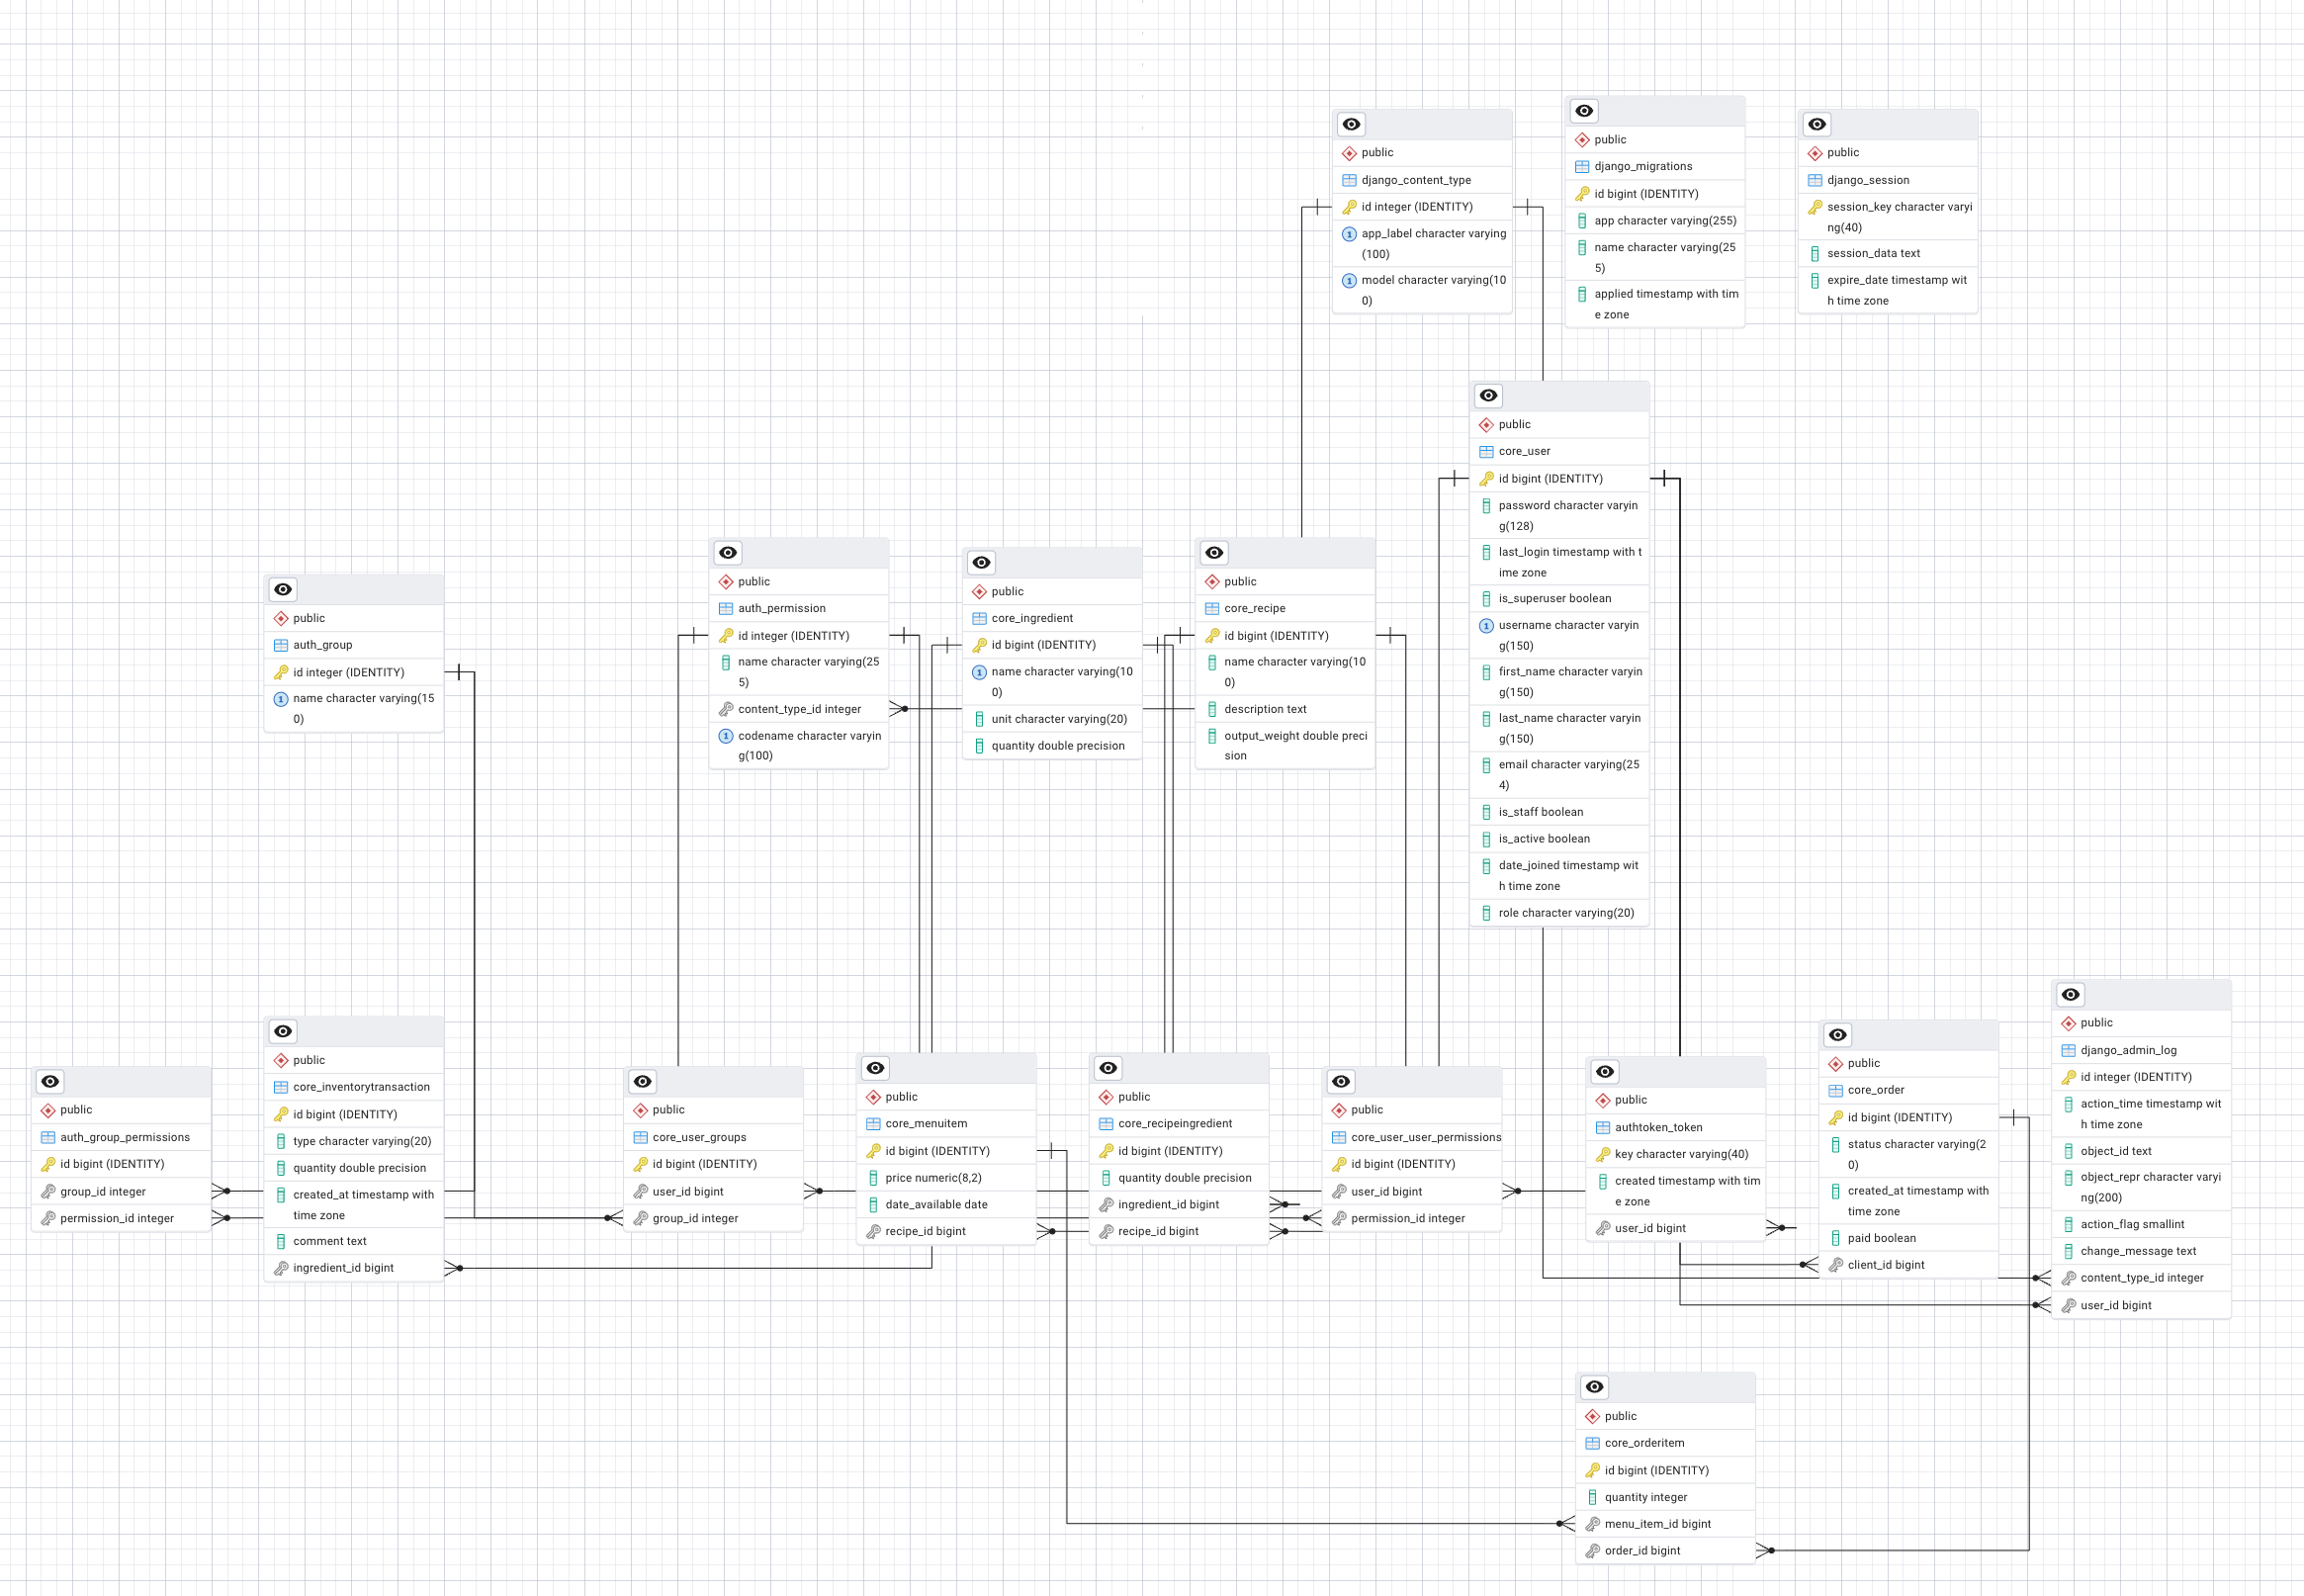 public
django_content_type
id integer (IDENTITY)
app_label character varying
(100)
model character varying(10
0)
public
django_migrations
id bigint (IDENTITY)
app character varying(255)
name character varying(25
5)
applied timestamp with tim
e zone
public
django_session
session_key character varyi
ng(40)
session_data text
expire_date timestamp wit
h time zone
public
core_user
id bigint (IDENTITY)
password character varyin
g(128)
last_login timestamp with t
ime zone
is_superuser boolean
1 username character varyin
g(150)
first_name character varyin
g(150)
last_name character varyin
g(150)
email character varying(25
4)
is_staff boolean
is_active boolean
date_joined timestamp wit
h time zone
role character varying(20)
public
auth_group
id integer (IDENTITY)
1 name character varying(15
0)
public
auth_permission
id integer (IDENTITY)
name character varying(25
5)
content_type_id integer
1 codename character varyin
g(100)
public
core_ingredient
id bigint (IDENTITY)
1 name character varying(10
0)
unit character varying(20)
quantity double precision
public
core_recipe
id bigint (IDENTITY)
name character varying(10
0)
description text
output_weight double preci
sion
public
auth_group_permissions
id bigint (IDENTITY)
group_id integer
permission_id integer
public
core_inventorytransaction
id bigint (IDENTITY)
type character varying(20)
quantity double precision
created_at timestamp with
time zone
comment text
ingredient_id bigint
public
core_user_groups
id bigint (IDENTITY)
user_id bigint
group_id integer
public
core_menuitem
id bigint (IDENTITY)
price numeric(8,2)
date_available date
recipe_id bigint
public
core_recipeingredient
id bigint (IDENTITY)
quantity double precision
ingredient_id bigint
recipe_id bigint
public
core_user_user_permissions
id bigint (IDENTITY)
user_id bigint
permission_id integer
public
authtoken_token
key character varying(40)
created timestamp with tim
e zone
user_id bigint
public
core_order
id bigint (IDENTITY)
status character varying(2
0)
created_at timestamp with
time zone
paid boolean
client_id bigint
public
django_admin_log
id integer (IDENTITY)
action_time timestamp wit
h time zone
object_id text
object_repr character varyi
ng(200)
action_flag smallint
change_message text
content_type_id integer
user_id bigint
public
core_orderitem
id bigint (IDENTITY)
quantity integer
menu_item_id bigint
order_id bigint